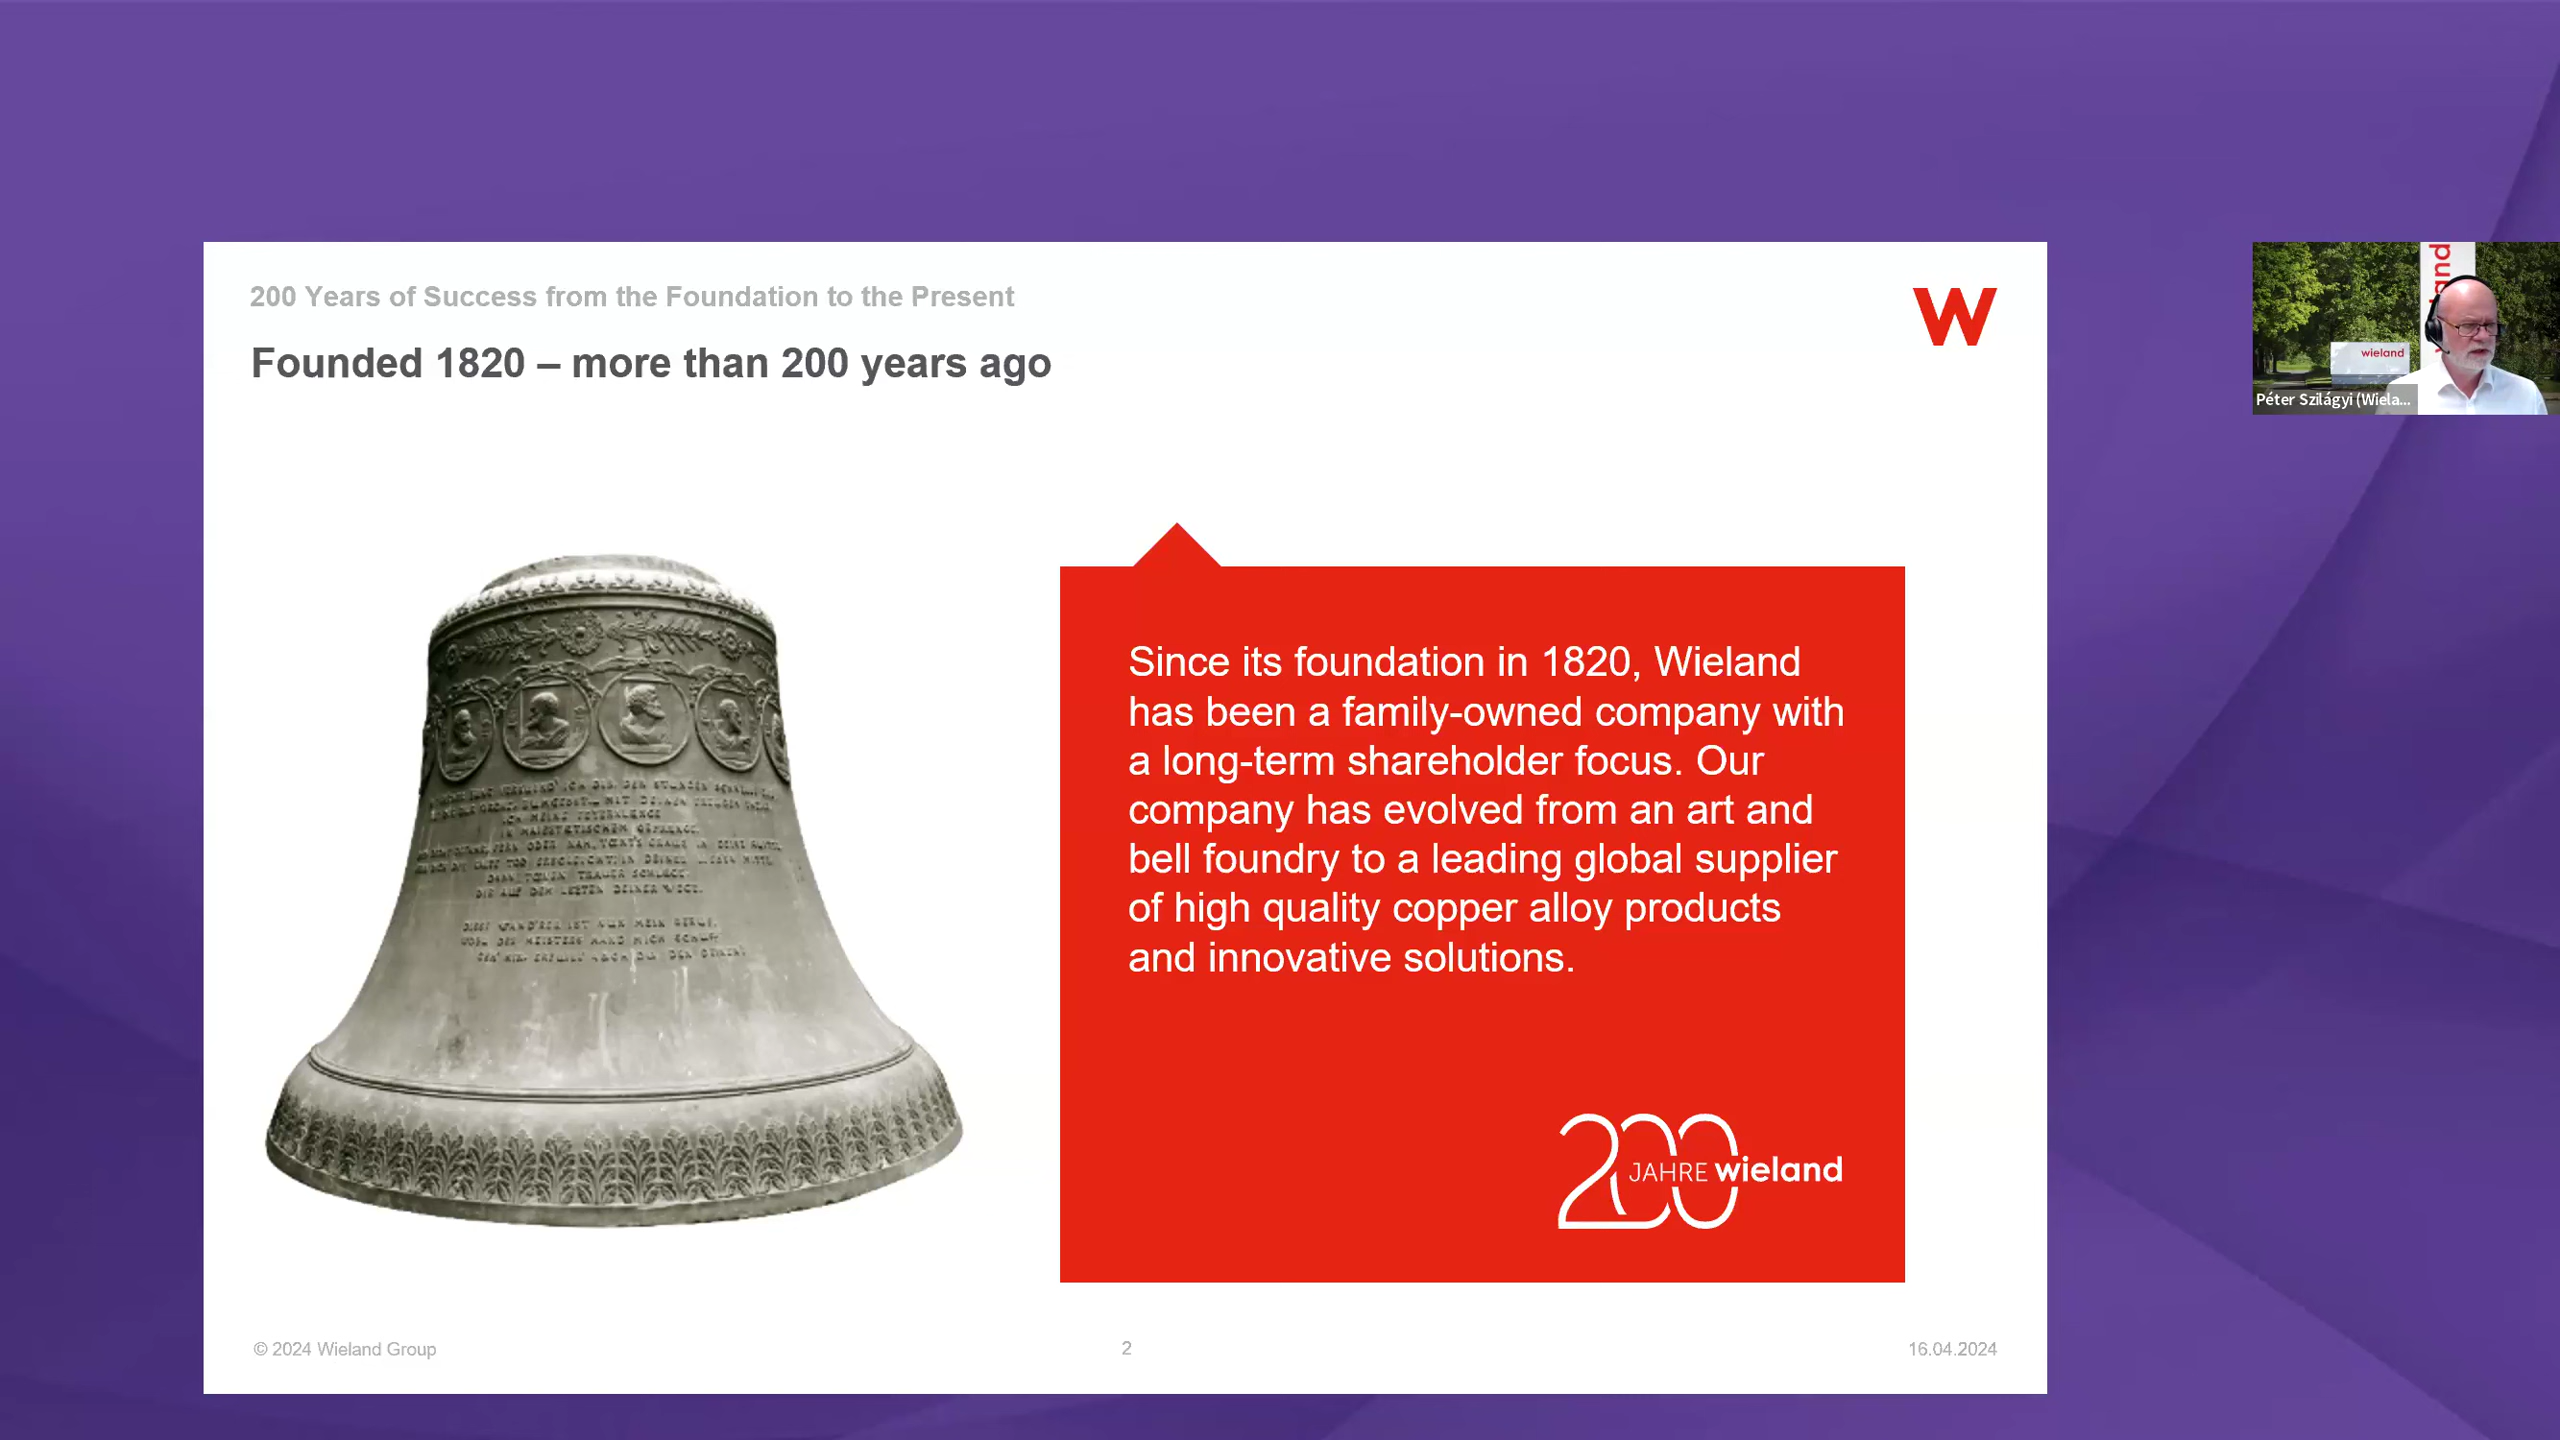 200 Years of Success from the Foundation to the Present
W
Founded 1820 – more than 200 years ago
wieland
Péter Szilágyi (Wiela...
Since its foundation in 1820, Wieland
has been a family-owned company with
a long-term shareholder focus. Our
company has evolved from an art and
bell foundry to a leading global supplier
of high quality copper alloy products
and innovative solutions.
200
JAHRE wieland
© 2024 Wieland Group
2
16.04.2024